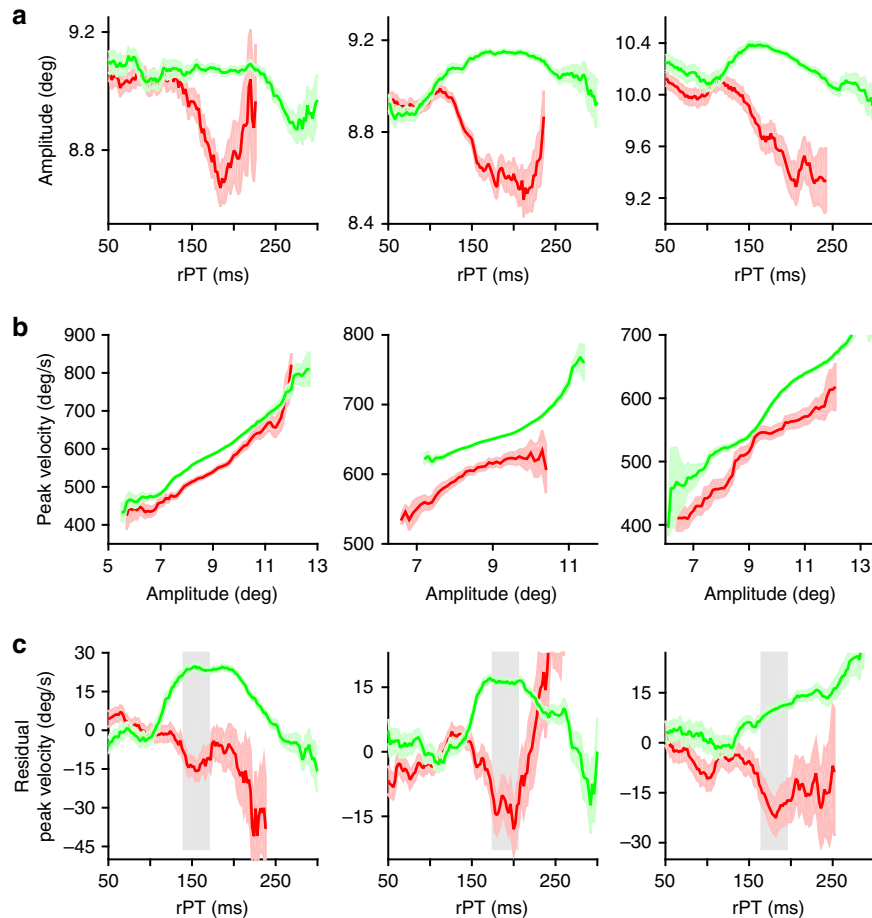 a
Amplitude (deg)
9.2
8.8
50 150 250
rPT (ms)
9.2
8.8
8.4
50 150 250
rPT (ms)
10.4
10.0
9.6
9.2
50 150 250
rPT (ms)
b
Peak velocity (deg/s)
900
800
700
600
500
400
5 7 9 11 13
Amplitude (deg)
800
700
600
500
7 9 11
Amplitude (deg)
700
600
500
400
7 9 11 13
Amplitude (deg)
c
Residual
peak velocity (deg/s)
30
15
0
−15
−30
−45
50 150 250
rPT (ms)
15
0
−15
50 150 250
rPT (ms)
15
0
−15
−30
50 150 250
rPT (ms)